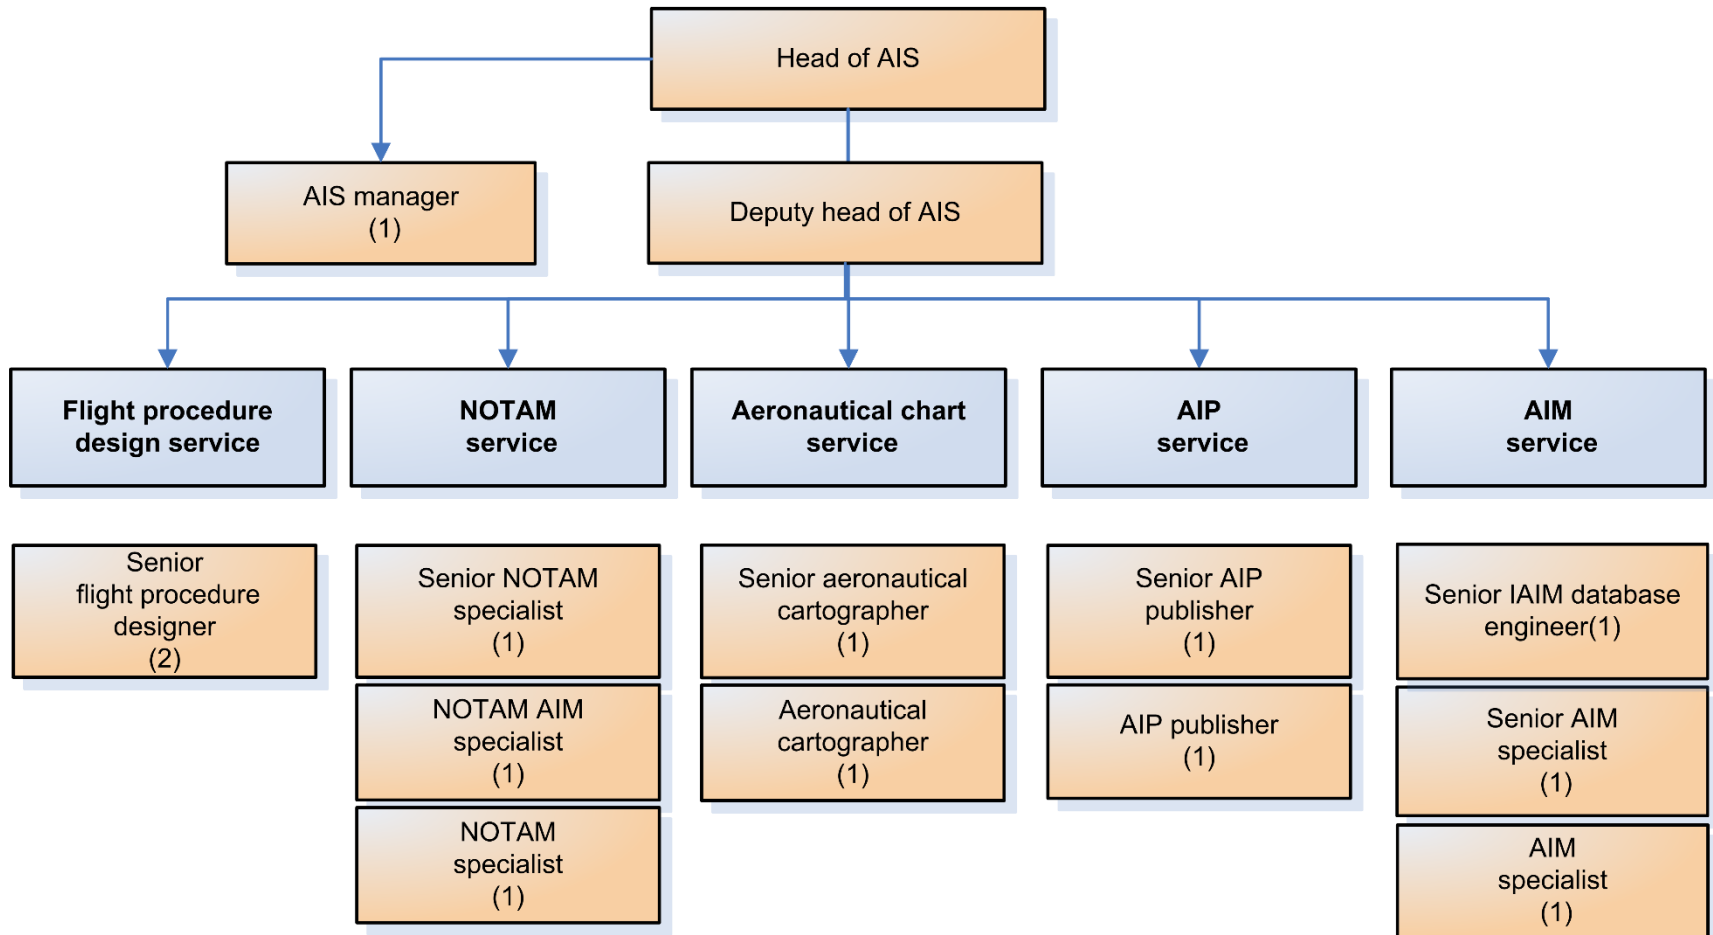 Head of AIS
AIS manager
(1)
Deputy head of AIS
Flight procedure
design service
NOTAM
service
Aeronautical chart
service
AIP
service
AIM
service
Senior
flight procedure
designer
(2)
Senior NOTAM
specialist
(1)
NOTAM AIM
specialist
(1)
NOTAM
specialist
(1)
Senior aeronautical
cartographer
(1)
Aeronautical
cartographer
(1)
Senior AIP
publisher
(1)
AIP publisher
(1)
Senior IAIM database
engineer(1)
Senior AIM
specialist
(1)
AIM
specialist
(1)